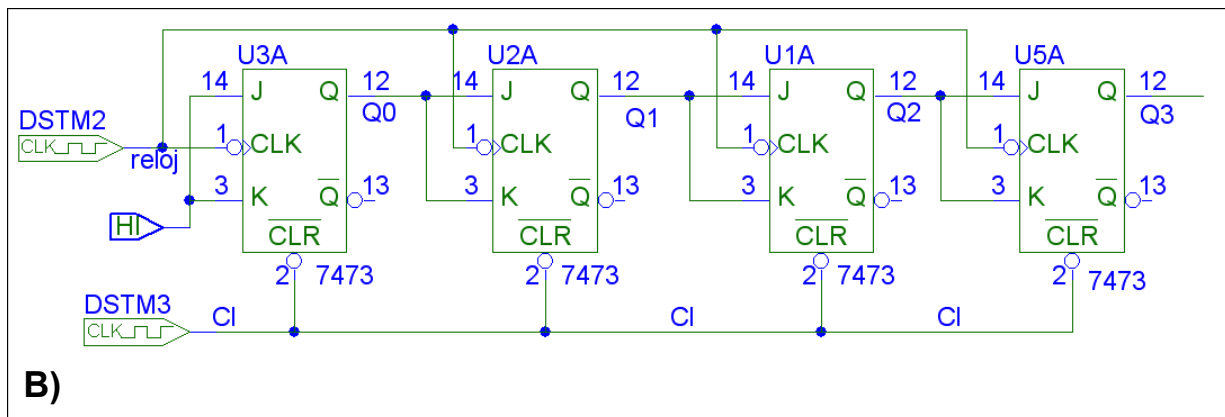 U3A U2A U1A U5A
14 J Q 12 14 J Q 12 14 J Q 12 14 J Q 12
Q0 Q1 Q2 Q3
DSTM2
CLK
reloj
1 CLK 1 CLK 1 CLK 1 CLK
3 K Q 13 3 K Q 13 3 K Q 13 3 K Q 13
HI
CLR CLR CLR CLR
2 7473 2 7473 2 7473 2 7473
DSTM3
CLK
Cl Cl Cl
B)